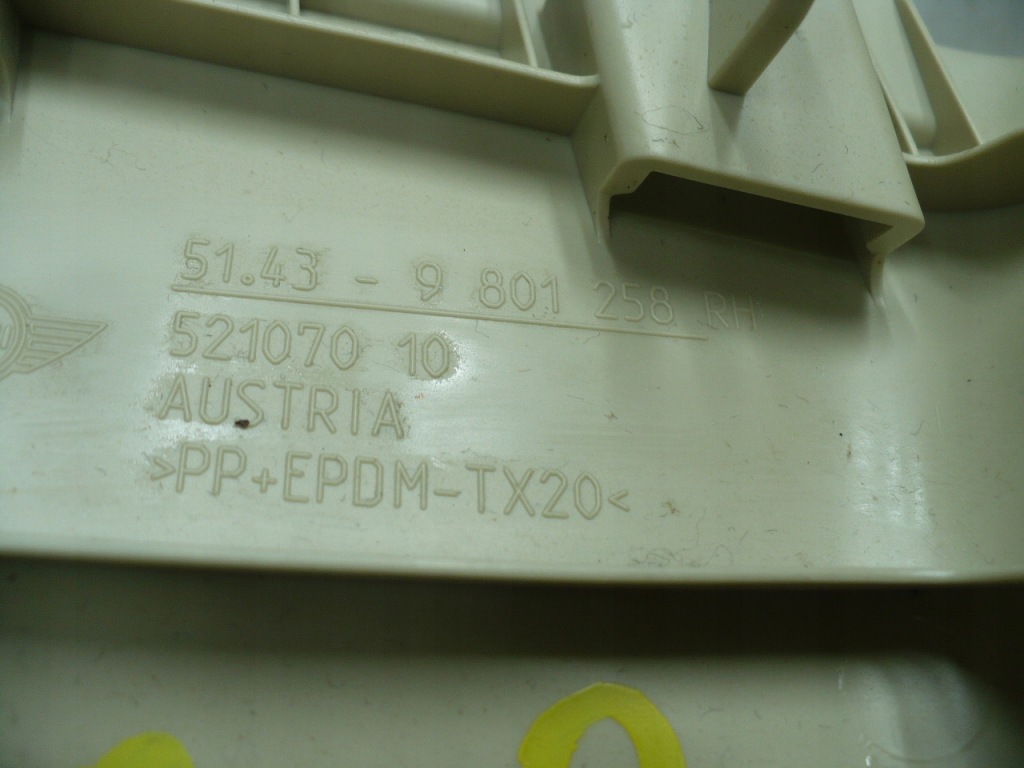 51.43 - 9 801 258 RH
521070 10
AUSTRIA
>PP+EPDM-TX20<